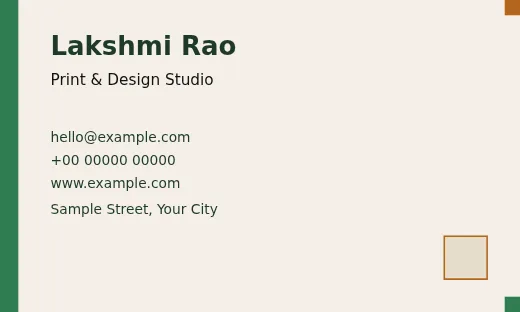 Lakshmi Rao
Print & Design Studio
hello@example.com
+00 00000 00000
www.example.com
Sample Street, Your City